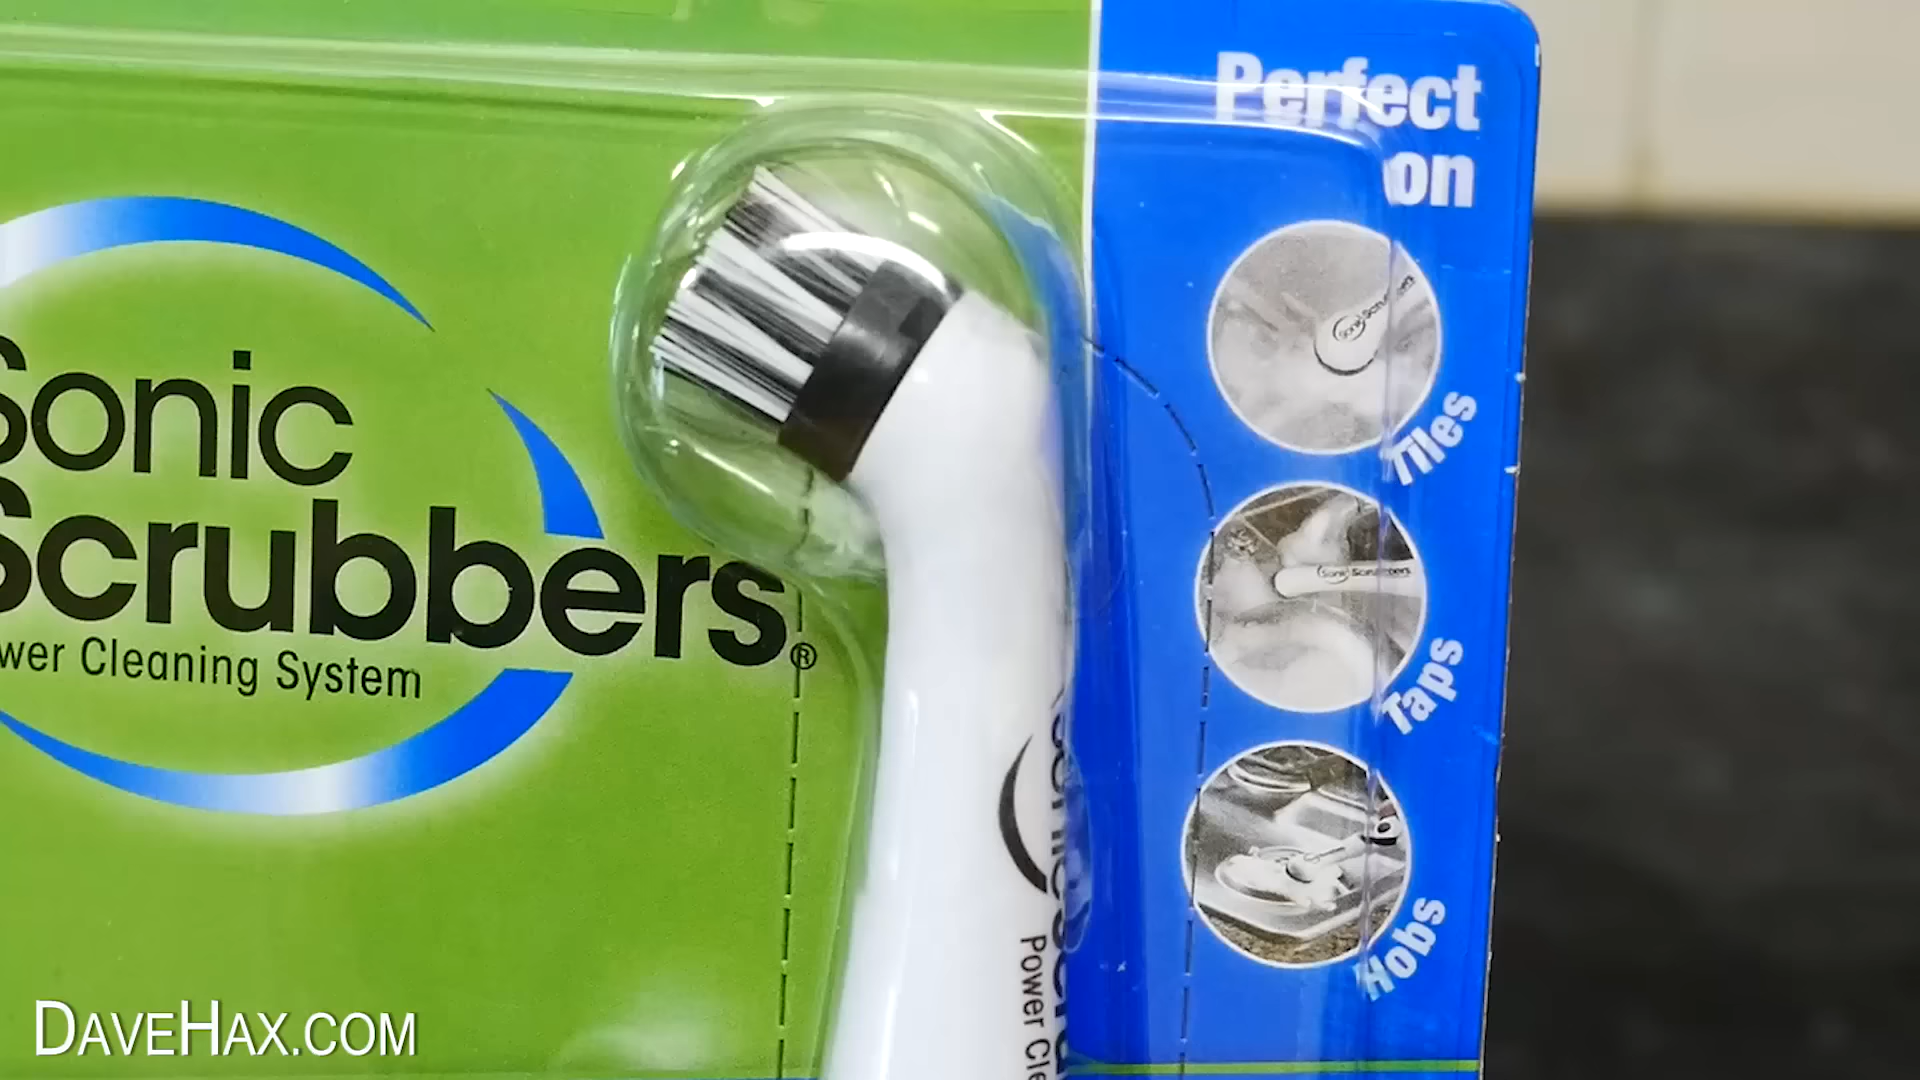 Perfect
on
Sonic
Scrubbers®
wer Cleaning System
Tiles
Taps
Hobs
Power Cle
DAVEHAX.COM